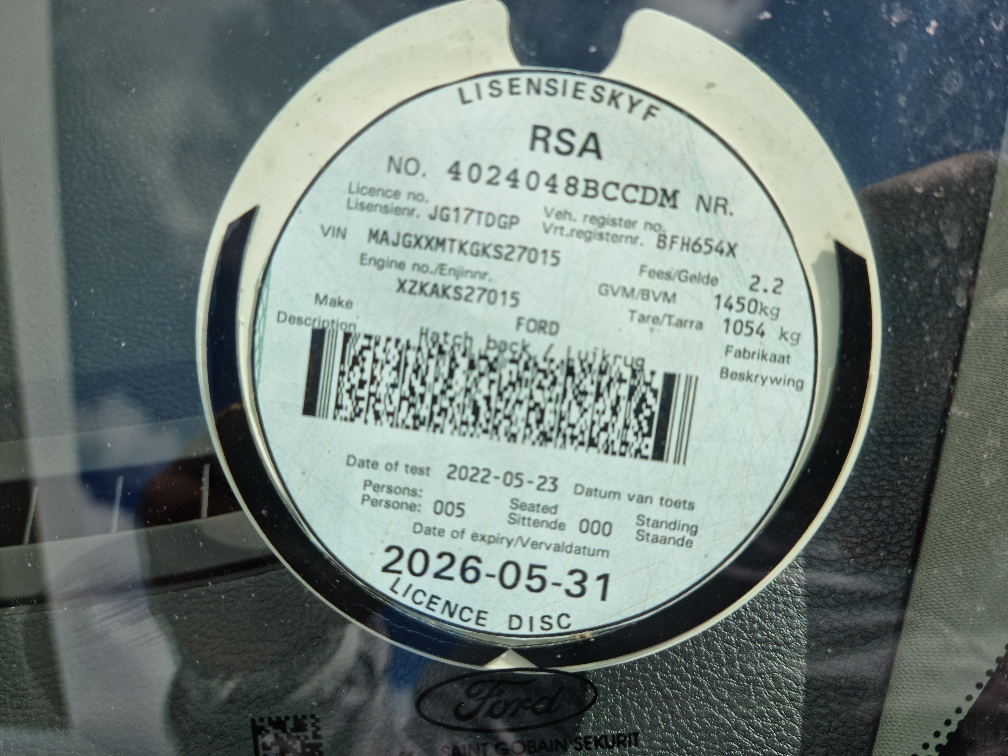 LISENSIESKYF
RSA
NO. 4024048BCCDM NR.
Licence no. Veh. register no.
Lisensienr. JG17TDGP Vrt.registernr. BFH654X
VIN MAJGXXMTKGKS27015 Fees/Gelde 2.2
Engine no./Enjinnr. GVM/BVM 1450kg
XZKAKS27015 Tare/Tarra 1054 kg
Make FORD Fabrikaat
Description Hatch back / Luikrug Beskrywing
Date of test 2022-05-23 Datum van toets
Persons: Seated Standing
Persone: 005 Sittende 000 Staande
Date of expiry/Vervaldatum
2026-05-31
LICENCE DISC
Ford
SAINT GOBAIN SEKURIT